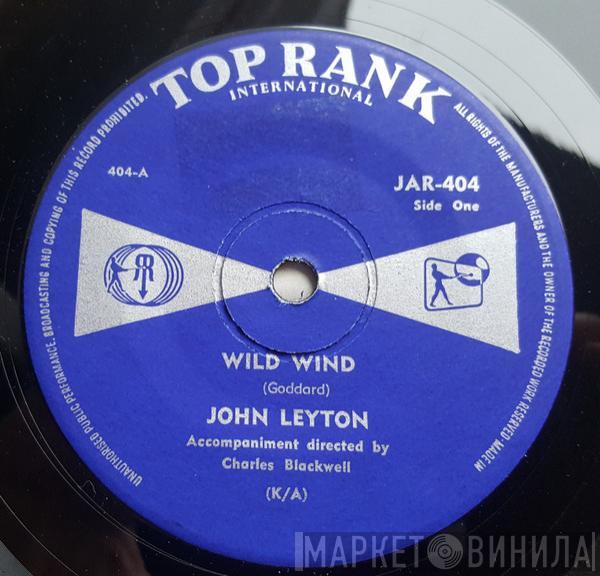 TOP RANK
INTERNATIONAL
404-A
JAR-404
Side One
WILD WIND
(Goddard)
JOHN LEYTON
Accompaniment directed by
Charles Blackwell
(K/A)
UNAUTHORISED PUBLIC PERFORMANCE, BROADCASTING AND COPYING OF THIS RECORD PROHIBITED.
ALL RIGHTS OF THE MANUFACTURERS AND THE OWNER OF THE RECORDED WORK RESERVED MADE IN
МАРКЕТ ВИНИЛА